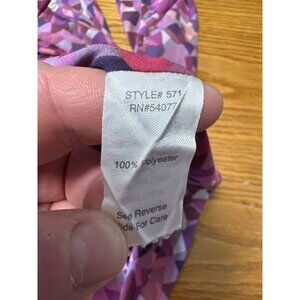 STYLE# 571
RN#54077
100% Polyester
See Reverse
Side For Care